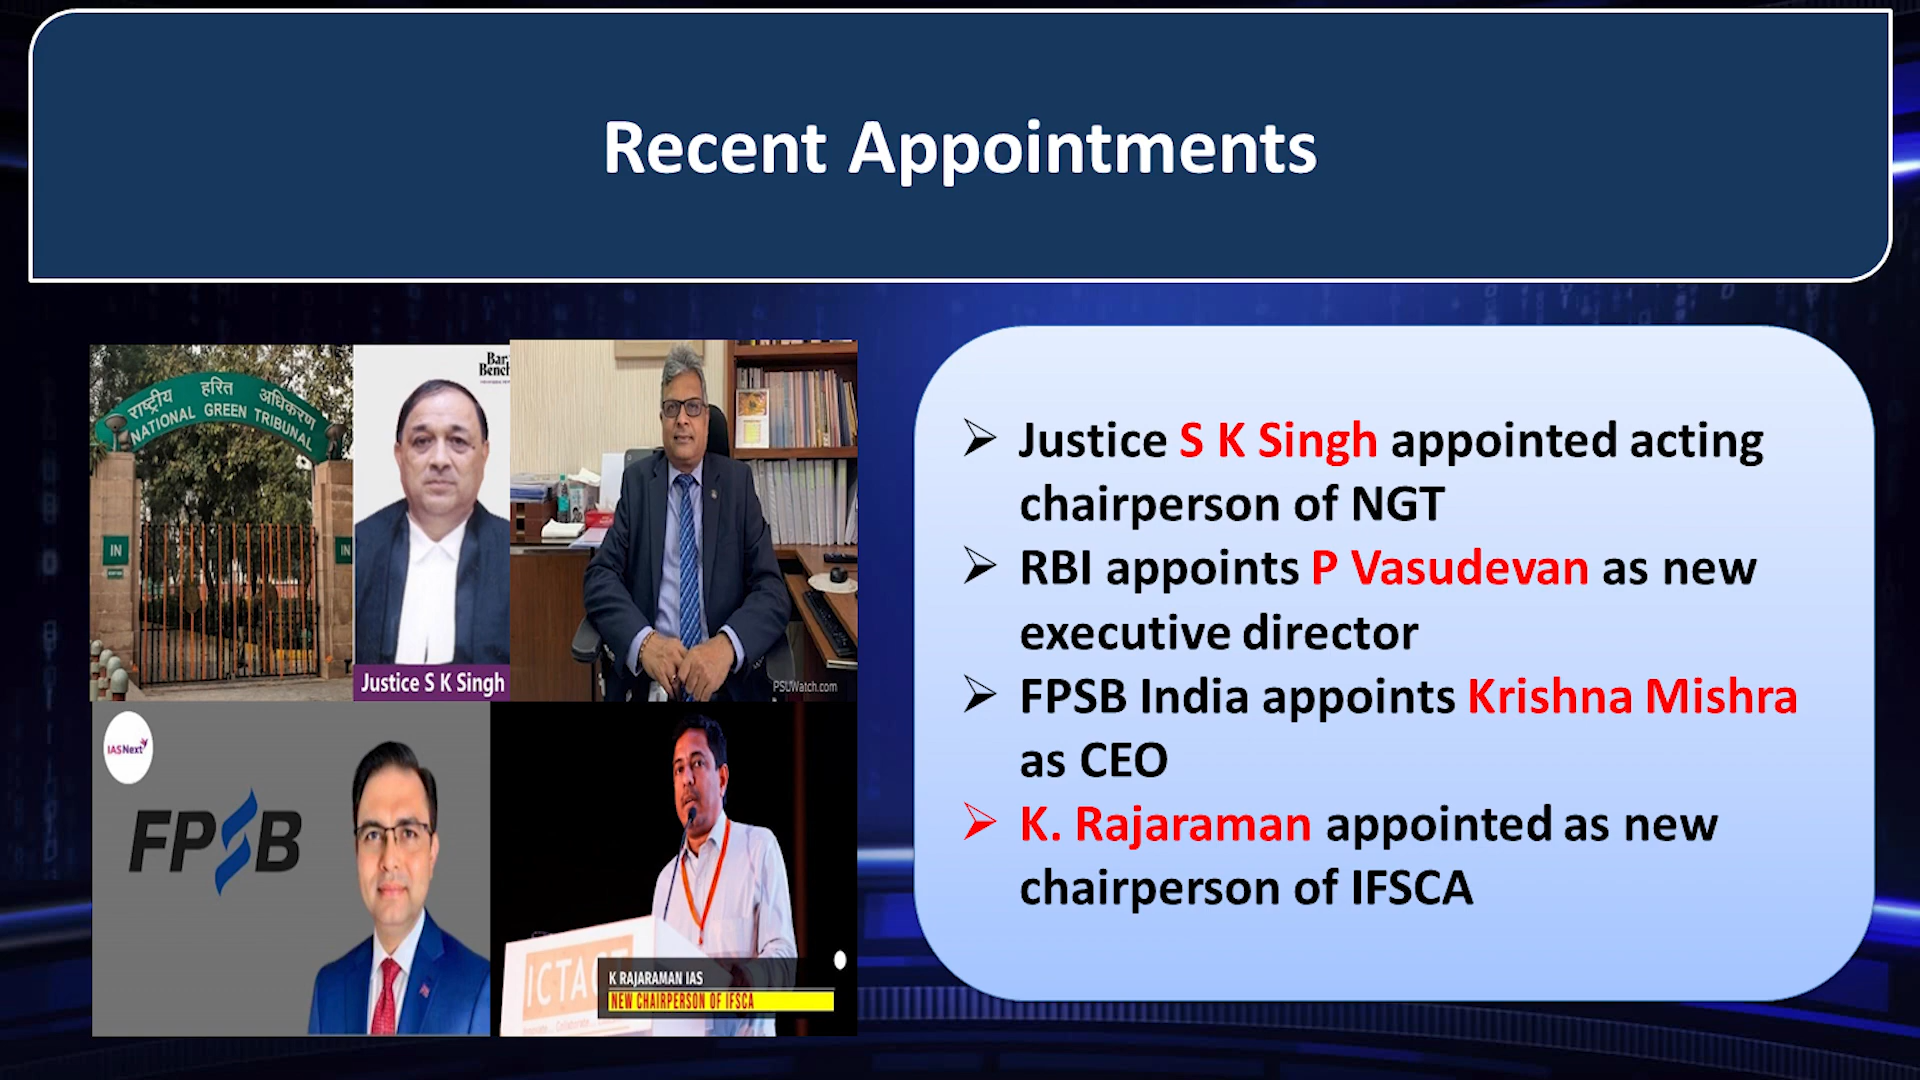 Recent Appointments
राष्ट्रीय हरित अधिकरण
NATIONAL GREEN TRIBUNAL
IN
IN
Bar
Bench
Justice S K Singh
PSUWatch.com
IASNext
FPSB
ICTAC
K RAJARAMAN IAS
NEW CHAIRPERSON OF IFSCA
Justice S K Singh appointed acting
chairperson of NGT
RBI appoints P Vasudevan as new
executive director
FPSB India appoints Krishna Mishra
as CEO
K. Rajaraman appointed as new
chairperson of IFSCA